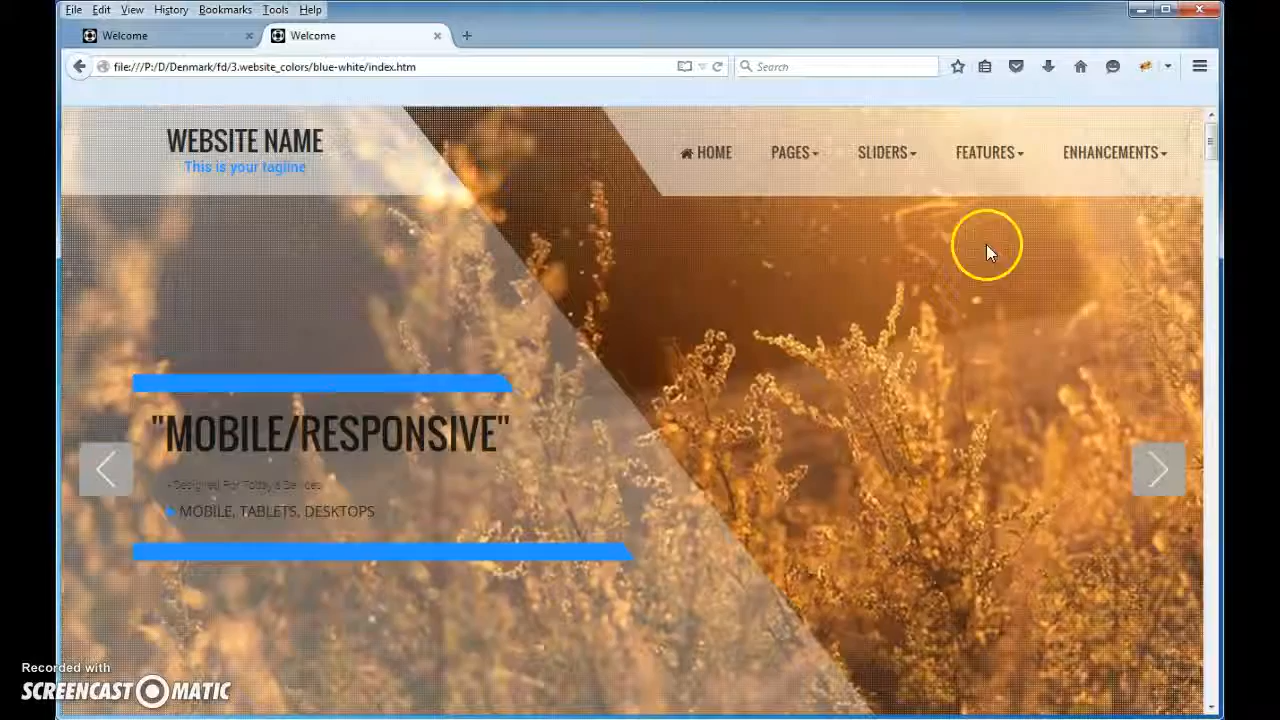 File Edit View History Bookmarks Tools Help
Welcome
Welcome
file:///P:/D/Denmark/fd/3.website_colors/blue-white/index.htm
Search
WEBSITE NAME
This is your tagline
HOME PAGES SLIDERS FEATURES ENHANCEMENTS
"MOBILE/RESPONSIVE"
- Designed For Today's Devices
MOBILE, TABLETS, DESKTOPS
Recorded with
SCREENCAST MATIC